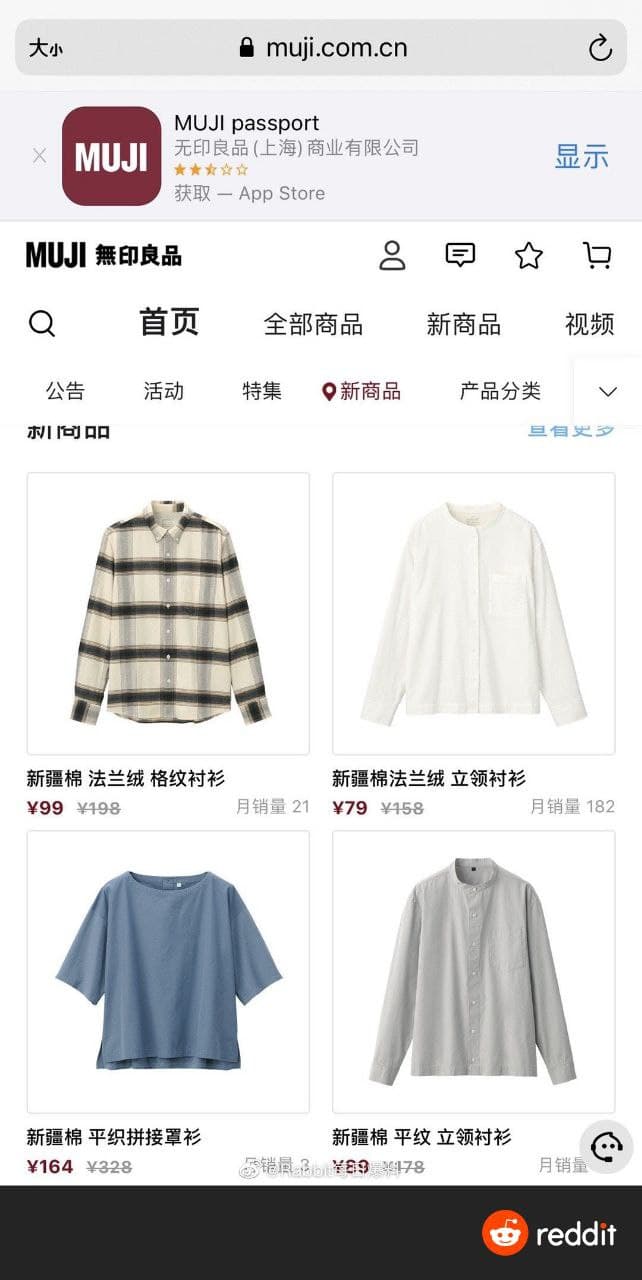 大小 muji.com.cn
MUJI
MUJI passport
无印良品(上海)商业有限公司
获取 — App Store
显示
MUJI 無印良品
首页 全部商品 新商品 视频
公告 活动 特集 新商品 产品分类
新商品 查看更多
新疆棉 法兰绒 格纹衬衫
¥99 ¥198 月销量 21
新疆棉法兰绒 立领衬衫
¥79 ¥158 月销量 182
新疆棉 平织拼接罩衫
¥164 ¥328 月销量 3
新疆棉 平纹 立领衬衫
¥89 ¥178 月销量
reddit